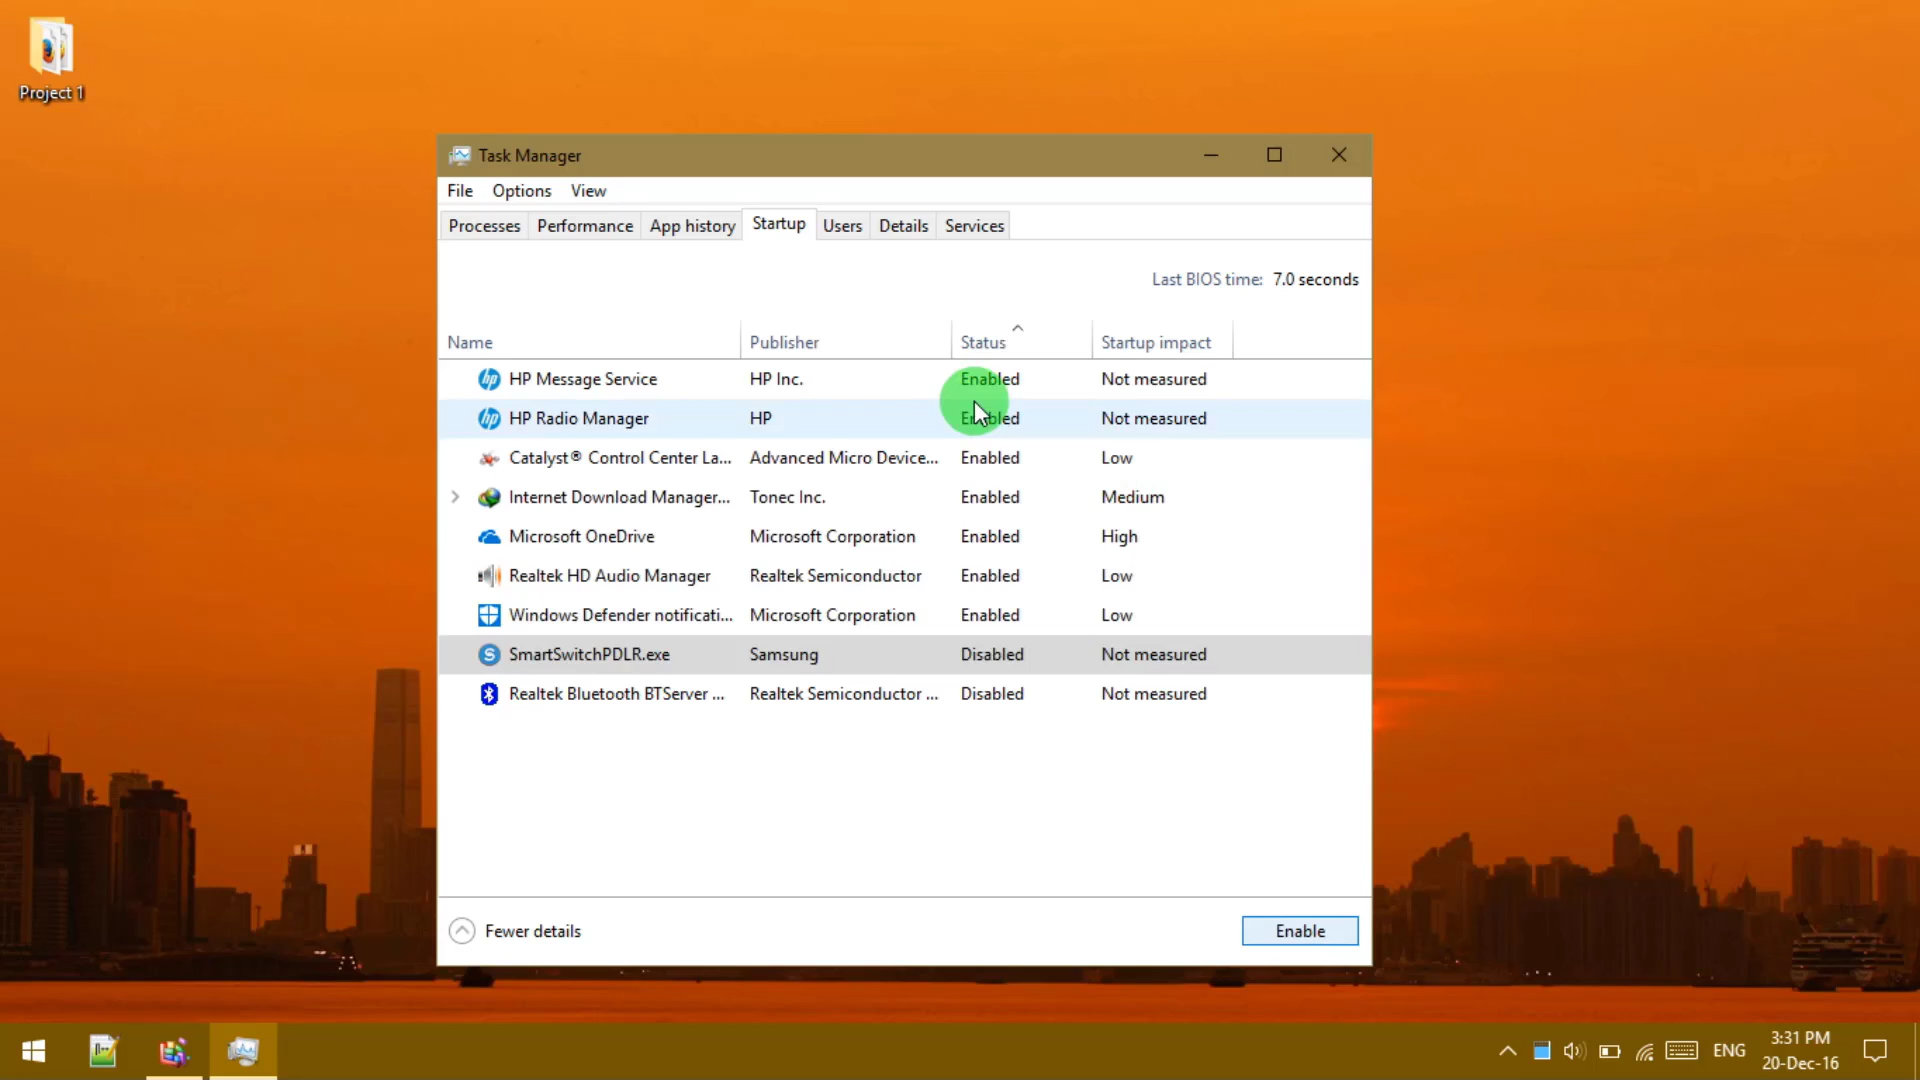 Project 1
Task Manager
File Options View
Processes Performance App history Startup Users Details Services
Last BIOS time: 7.0 seconds
Name Publisher Status Startup impact
HP Message Service HP Inc. Enabled Not measured
HP Radio Manager HP Enabled Not measured
Catalyst® Control Center La... Advanced Micro Device... Enabled Low
Internet Download Manager... Tonec Inc. Enabled Medium
Microsoft OneDrive Microsoft Corporation Enabled High
Realtek HD Audio Manager Realtek Semiconductor Enabled Low
Windows Defender notificati... Microsoft Corporation Enabled Low
SmartSwitchPDLR.exe Samsung Disabled Not measured
Realtek Bluetooth BTServer ... Realtek Semiconductor ... Disabled Not measured
Fewer details Enable
ENG 3:31 PM
20-Dec-16